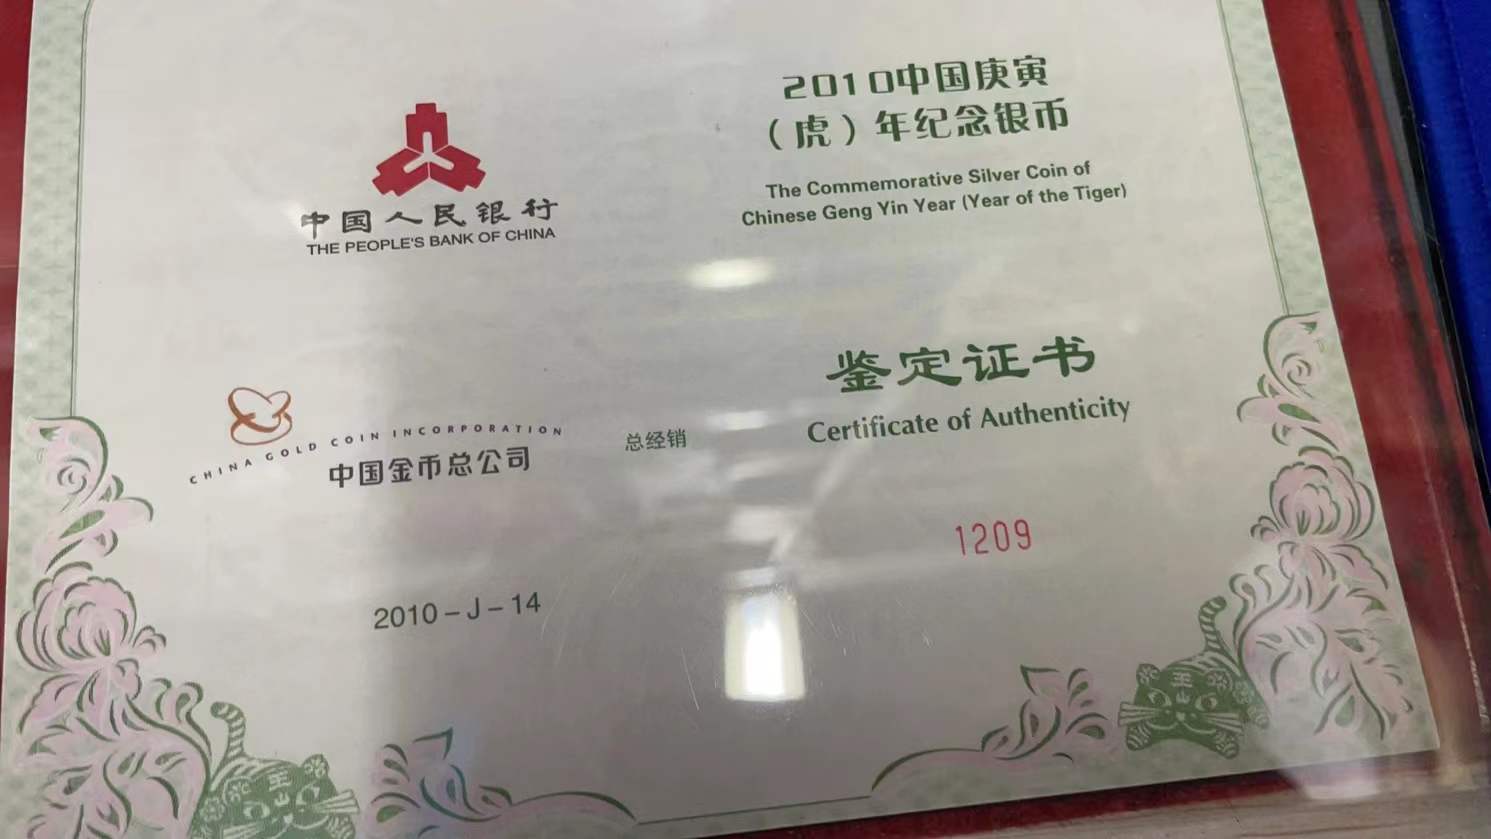 中国人民银行
THE PEOPLE'S BANK OF CHINA
2010中国庚寅
（虎）年纪念银币
The Commemorative Silver Coin of
Chinese Geng Yin Year (Year of the Tiger)
CHINA GOLD COIN INCORPORATION
中国金币总公司
总经销
鉴定证书
Certificate of Authenticity
1209
2010－J－14
王
王